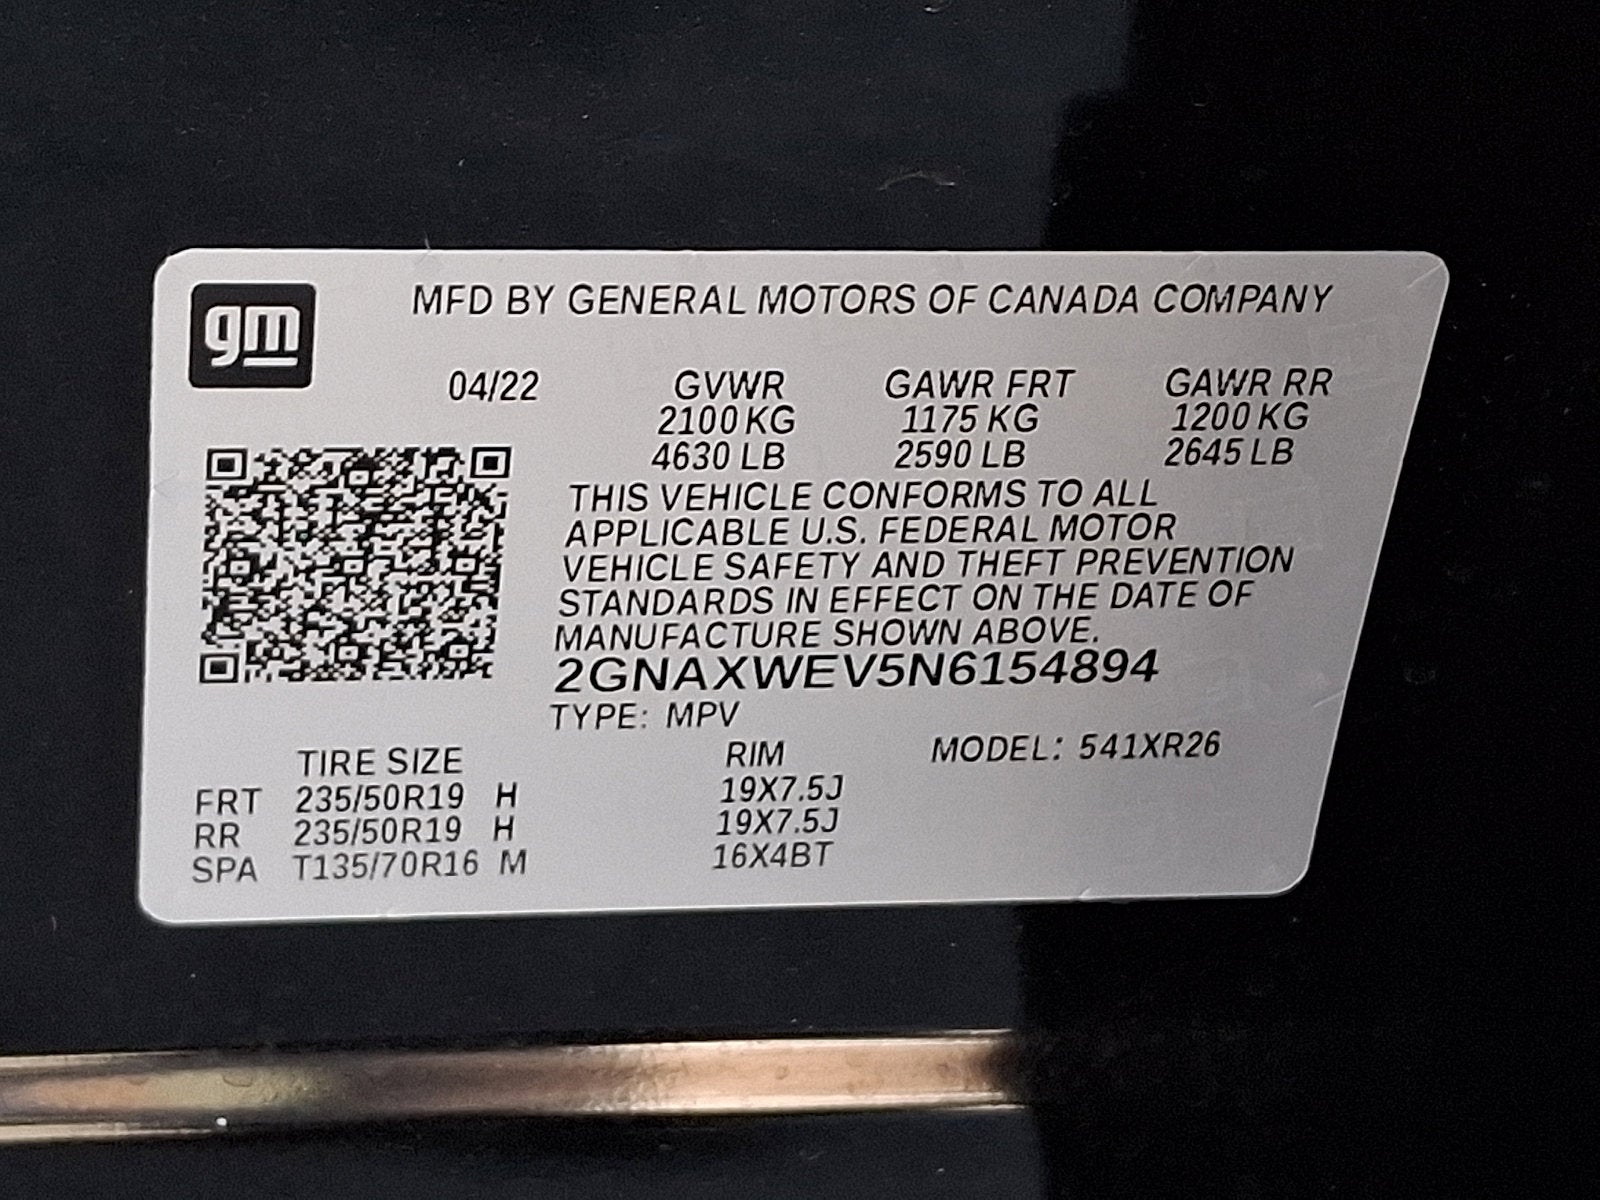 gm
MFD BY GENERAL MOTORS OF CANADA COMPANY
04/22 GVWR GAWR FRT GAWR RR
2100 KG 1175 KG 1200 KG
4630 LB 2590 LB 2645 LB
THIS VEHICLE CONFORMS TO ALL
APPLICABLE U.S. FEDERAL MOTOR
VEHICLE SAFETY AND THEFT PREVENTION
STANDARDS IN EFFECT ON THE DATE OF
MANUFACTURE SHOWN ABOVE.
2GNAXWEV5N6154894
TYPE: MPV
TIRE SIZE RIM MODEL: 541XR26
FRT 235/50R19 H 19X7.5J
RR 235/50R19 H 19X7.5J
SPA T135/70R16 M 16X4BT